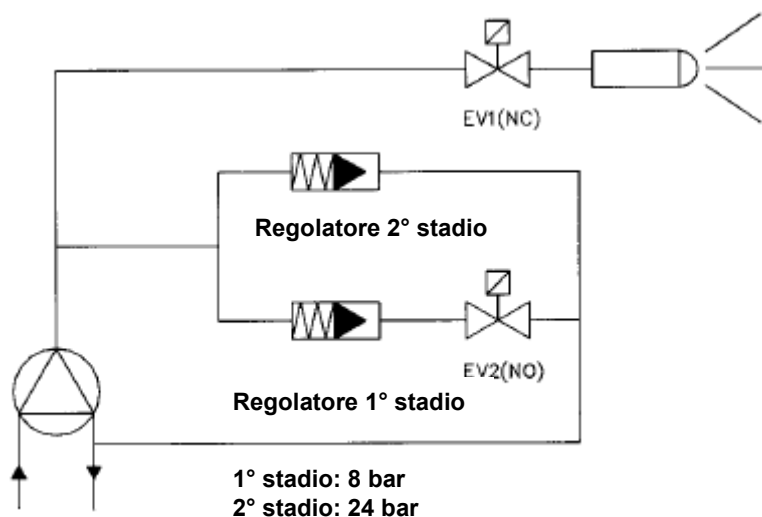 EV1(NC)
Regolatore 2° stadio
EV2(NO)
Regolatore 1° stadio
1° stadio: 8 bar
2° stadio: 24 bar